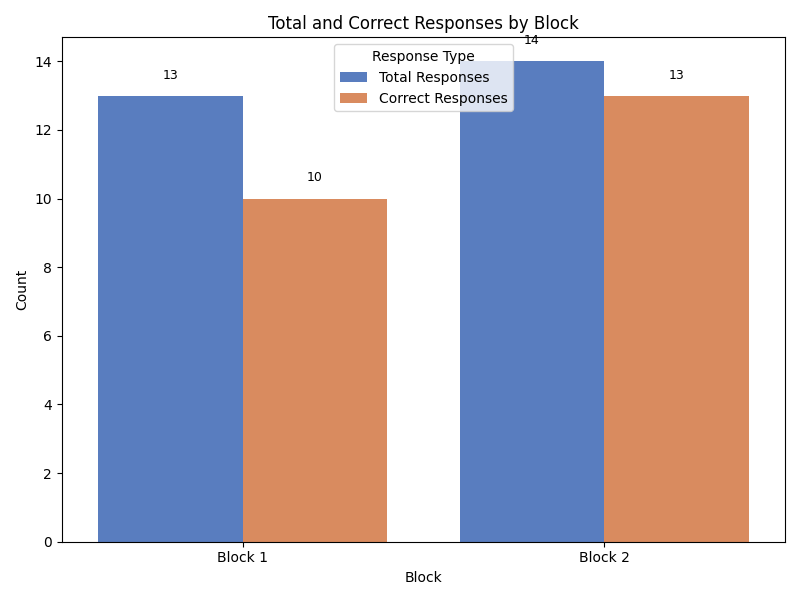 Total and Correct Responses by Block
14
Response Type
Total Responses
Correct Responses
13
13
10
14
12
10
8
6
4
2
0
Count
Block 1
Block 2
Block